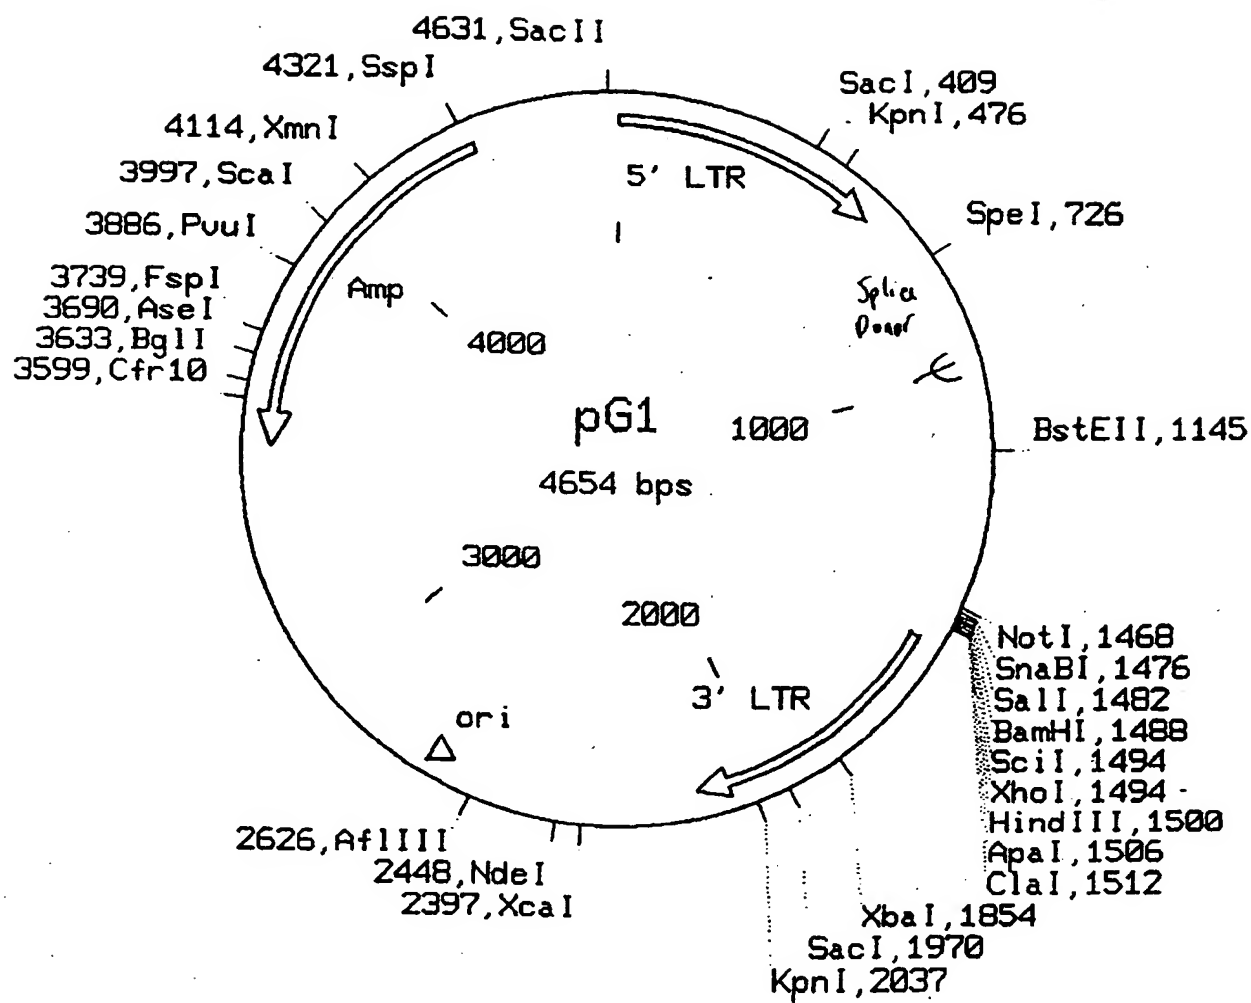 4631,SacII
4321,SspI
4114,XmnI
3997,ScaI
3886,PvuI
3739,FspI
3690,AseI
3633,BglI
3599,Cfr10
SacI,409
KpnI,476
SpeI,726
BstEII,1145
5' LTR
Splice
Donor
Amp
4000
pG1
4654 bps
1000
3000
2000
3' LTR
ori
NotI,1468
SnaBI,1476
SalI,1482
BamHI,1488
SciI,1494
XhoI,1494
HindIII,1500
ApaI,1506
ClaI,1512
XbaI,1854
SacI,1970
KpnI,2037
2626,AflIII
2448,NdeI
2397,XcaI